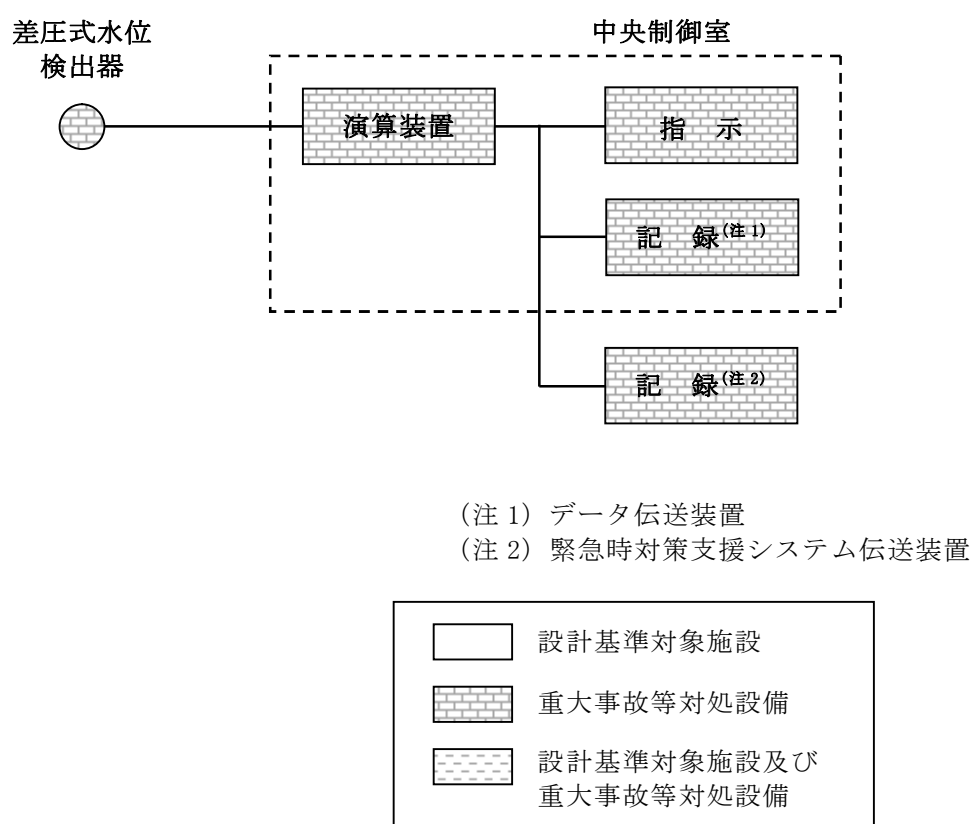 差圧式水位
検出器
中央制御室
演算装置
指 示
記 録(注1)
記 録(注2)
(注 1) データ伝送装置
(注 2) 緊急時対策支援システム伝送装置
設計基準対象施設
重大事故等対処設備
設計基準対象施設及び
重大事故等対処設備